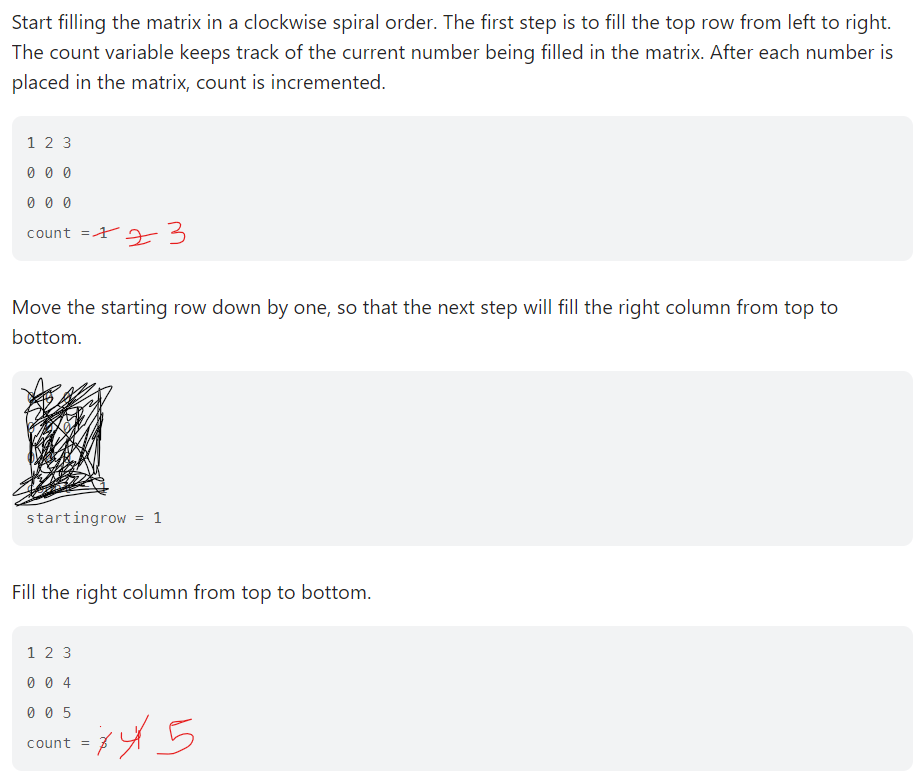 Start filling the matrix in a clockwise spiral order. The first step is to fill the top row from left to right.
The count variable keeps track of the current number being filled in the matrix. After each number is
placed in the matrix, count is incremented.
1 2 3
0 0 0
0 0 0
count = 1 2 3
Move the starting row down by one, so that the next step will fill the right column from top to
bottom.
startingrow = 1
Fill the right column from top to bottom.
1 2 3
0 0 4
0 0 5
count = 3 4 5